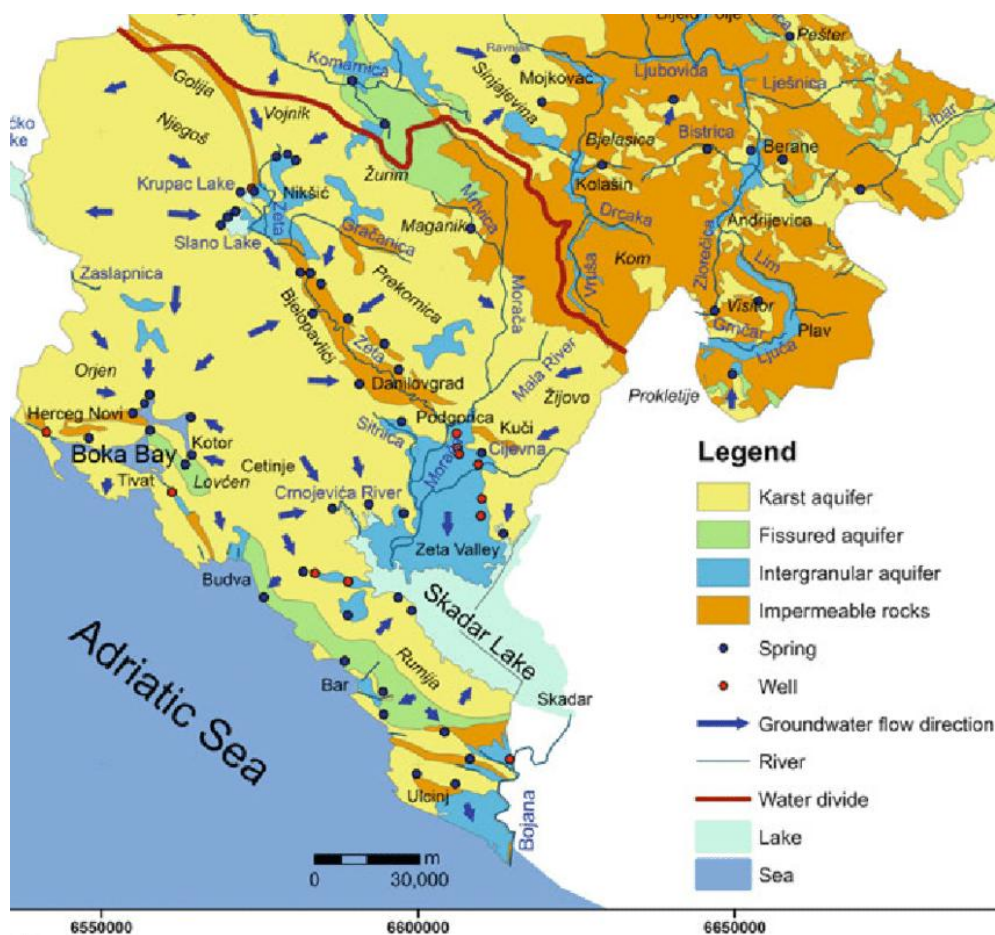 Bijelo Polje
Pešter
Komarnica
Ravnjak
Ljubovida
Sinjajevina
Mojkovac
Lješnica
Golija
Vojnik
Ibar
Njegoš
Bjelasica
Bistrica
Berane
Žurim
Kolašin
Krupac Lake
Nikšić
Mrtvica
Drcaka
Zeta
Gračanica
Maganik
Andrijevica
Slano Lake
Kom
Zlorečica
Lim
Zaslapnica
Prekornica
Vruša
Morača
Visitor
Bjelopavlići
Grnčar
Plav
Ljuča
Zeta
Mala River
Orjen
Danilovgrad
Žijovo
Prokletije
Herceg Novi
Podgorica
Kuči
Sitnica
Kotor
Boka Bay
Morača
Cijevna
Cetinje
Tivat
Lovćen
Crnojevića River
Zeta Valley
Budva
Skadar Lake
Adriatic Sea
Rumija
Bar
Skadar
Ulcinj
Bojana
Legend
Karst aquifer
Fissured aquifer
Intergranular aquifer
Impermeable rocks
Spring
Well
Groundwater flow direction
River
Water divide
Lake
Sea
m
0 30,000
6550000 6600000 6650000